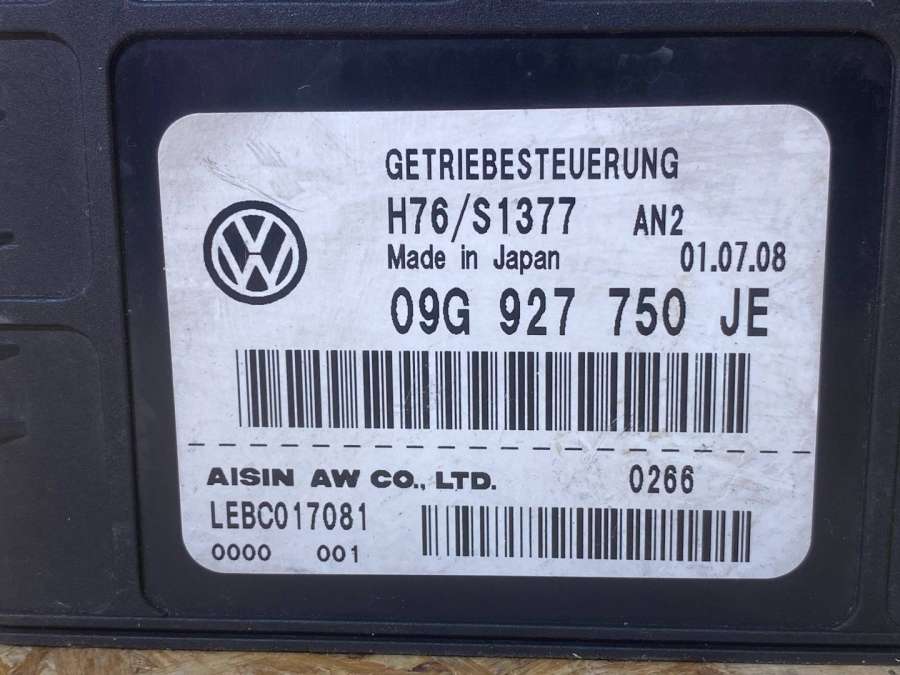 GETRIEBESTEUERUNG
H76/S1377 AN2
Made in Japan 01.07.08
09G 927 750 JE
AISIN AW CO., LTD. 0266
LEBC017081
0000 001